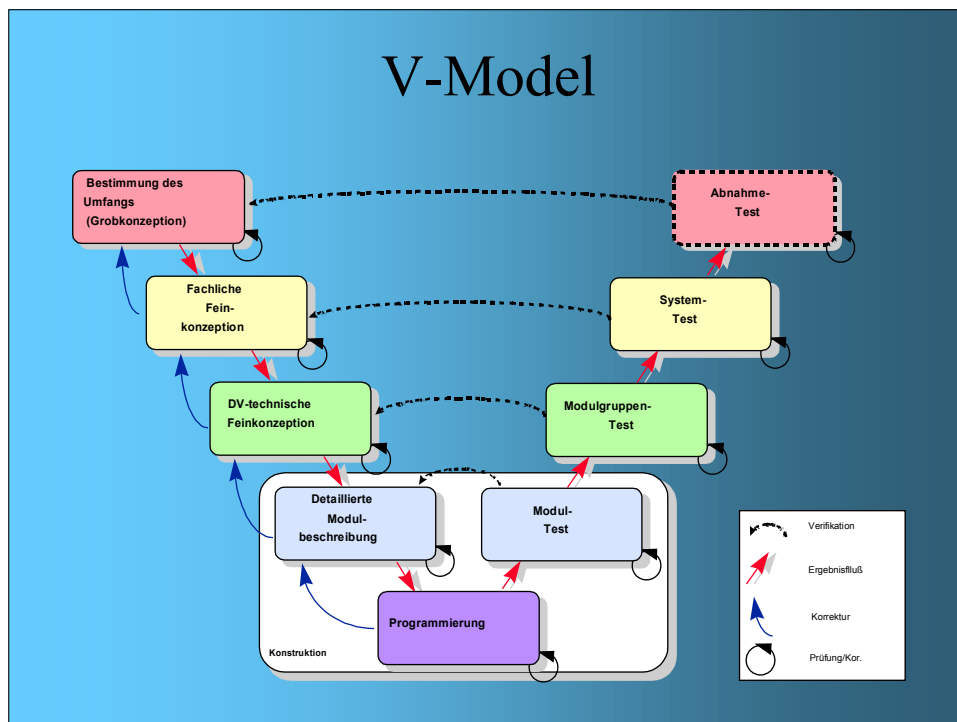 V-Model
Bestimmung des
Umfangs
(Grobkonzeption)
Abnahme-
Test
Fachliche
Fein-
konzeption
System-
Test
DV-technische
Feinkonzeption
Modulgruppen-
Test
Detaillierte
Modul-
beschreibung
Modul-
Test
Programmierung
Konstruktion
Verifikation
Ergebnisflluß
Korrektur
Prüfung/Kor.